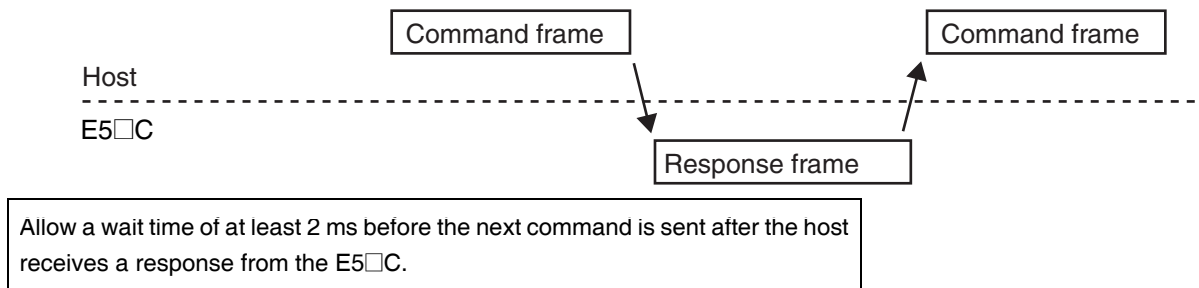 Command frame
Command frame
Host
E5□C
Response frame
Allow a wait time of at least 2 ms before the next command is sent after the host
receives a response from the E5□C.